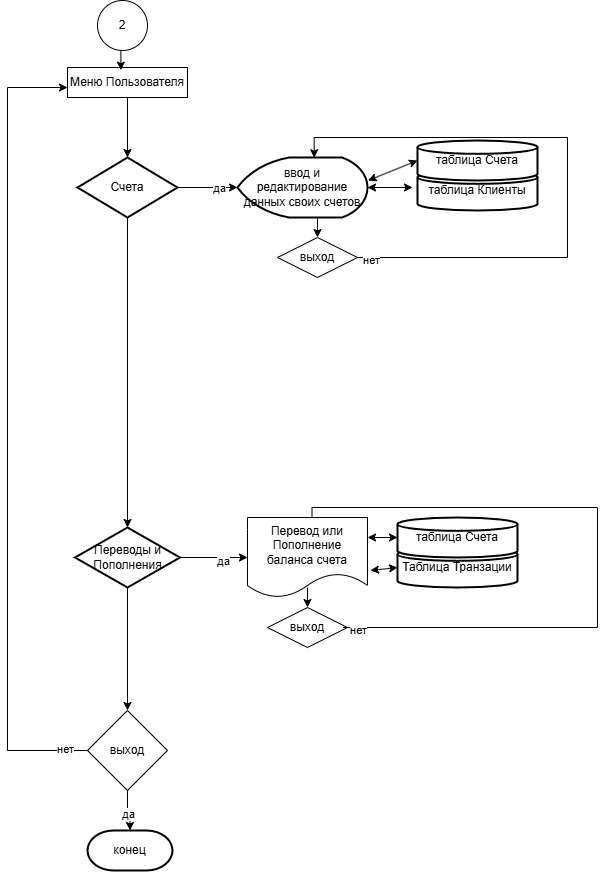 2
Меню Пользователя
Счета
да
ввод и
редактирование
данных своих счетов
таблица Счета
таблица Клиенты
выход
нет
Переводы и
Пополнения
да
Перевод или
Пополнение
баланса счета
таблица Счета
Таблица Транзации
выход
нет
нет
выход
да
конец